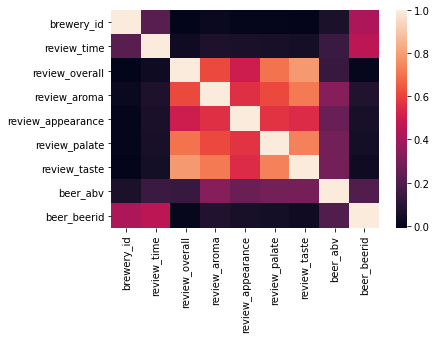 brewery_id
review_time
review_overall
review_aroma
review_appearance
review_palate
review_taste
beer_abv
beer_beerid
brewery_id
review_time
review_overall
review_aroma
review_appearance
review_palate
review_taste
beer_abv
beer_beerid
1.0
0.8
0.6
0.4
0.2
0.0